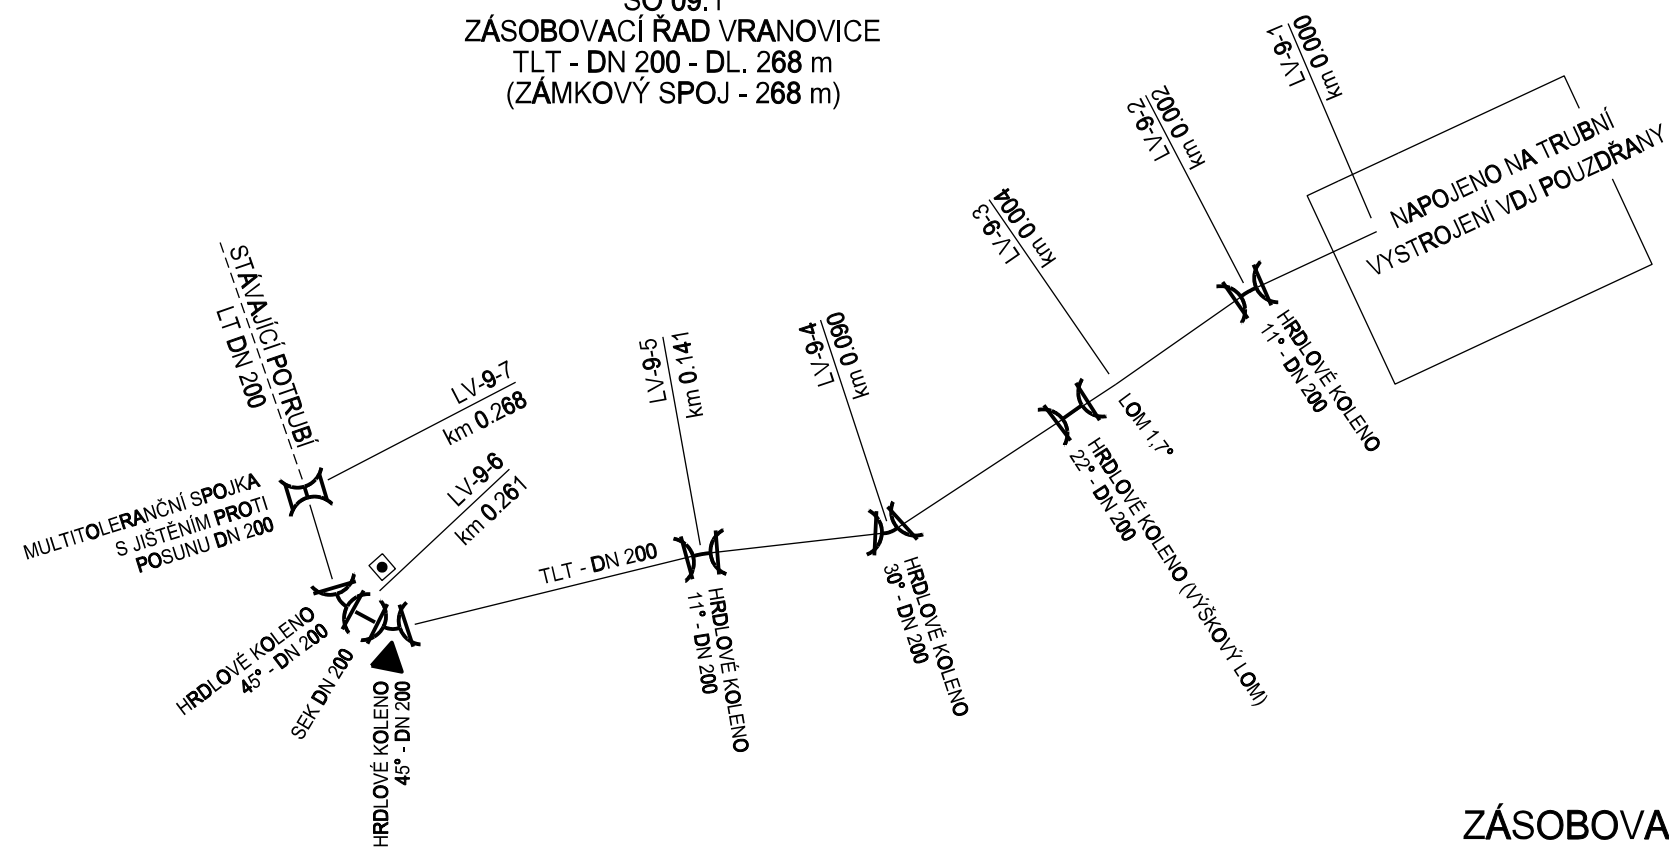 SO 09.1
ZÁSOBOVACÍ ŘAD VRANOVICE
TLT - DN 200 - DL. 268 m
(ZÁMKOVÝ SPOJ - 268 m)
LV-9-1
km 0.000
LV-9-2
km 0.002
LV-9-3
km 0.004
LV-9-4
km 0.090
LV-9-5
km 0.141
LV-9-6
km 0.261
LV-9-7
km 0.268
NAPOJENO NA TRUBNÍ
VYSTROJENÍ VDJ POUZDŘANY
HRDLOVÉ KOLENO
11° - DN 200
LOM 1,7°
HRDLOVÉ KOLENO (VÝŠKOVÝ LOM)
22° - DN 200
HRDLOVÉ KOLENO
30° - DN 200
HRDLOVÉ KOLENO
11° - DN 200
TLT - DN 200
STÁVAJÍCÍ POTRUBÍ
LT DN 200
MULTITOLERANČNÍ SPOJKA
S JIŠTĚNÍM PROTI
POSUNU DN 200
HRDLOVÉ KOLENO
45° - DN 200
SEK DN 200
HRDLOVÉ KOLENO
45° - DN 200
ZÁSOBOVA